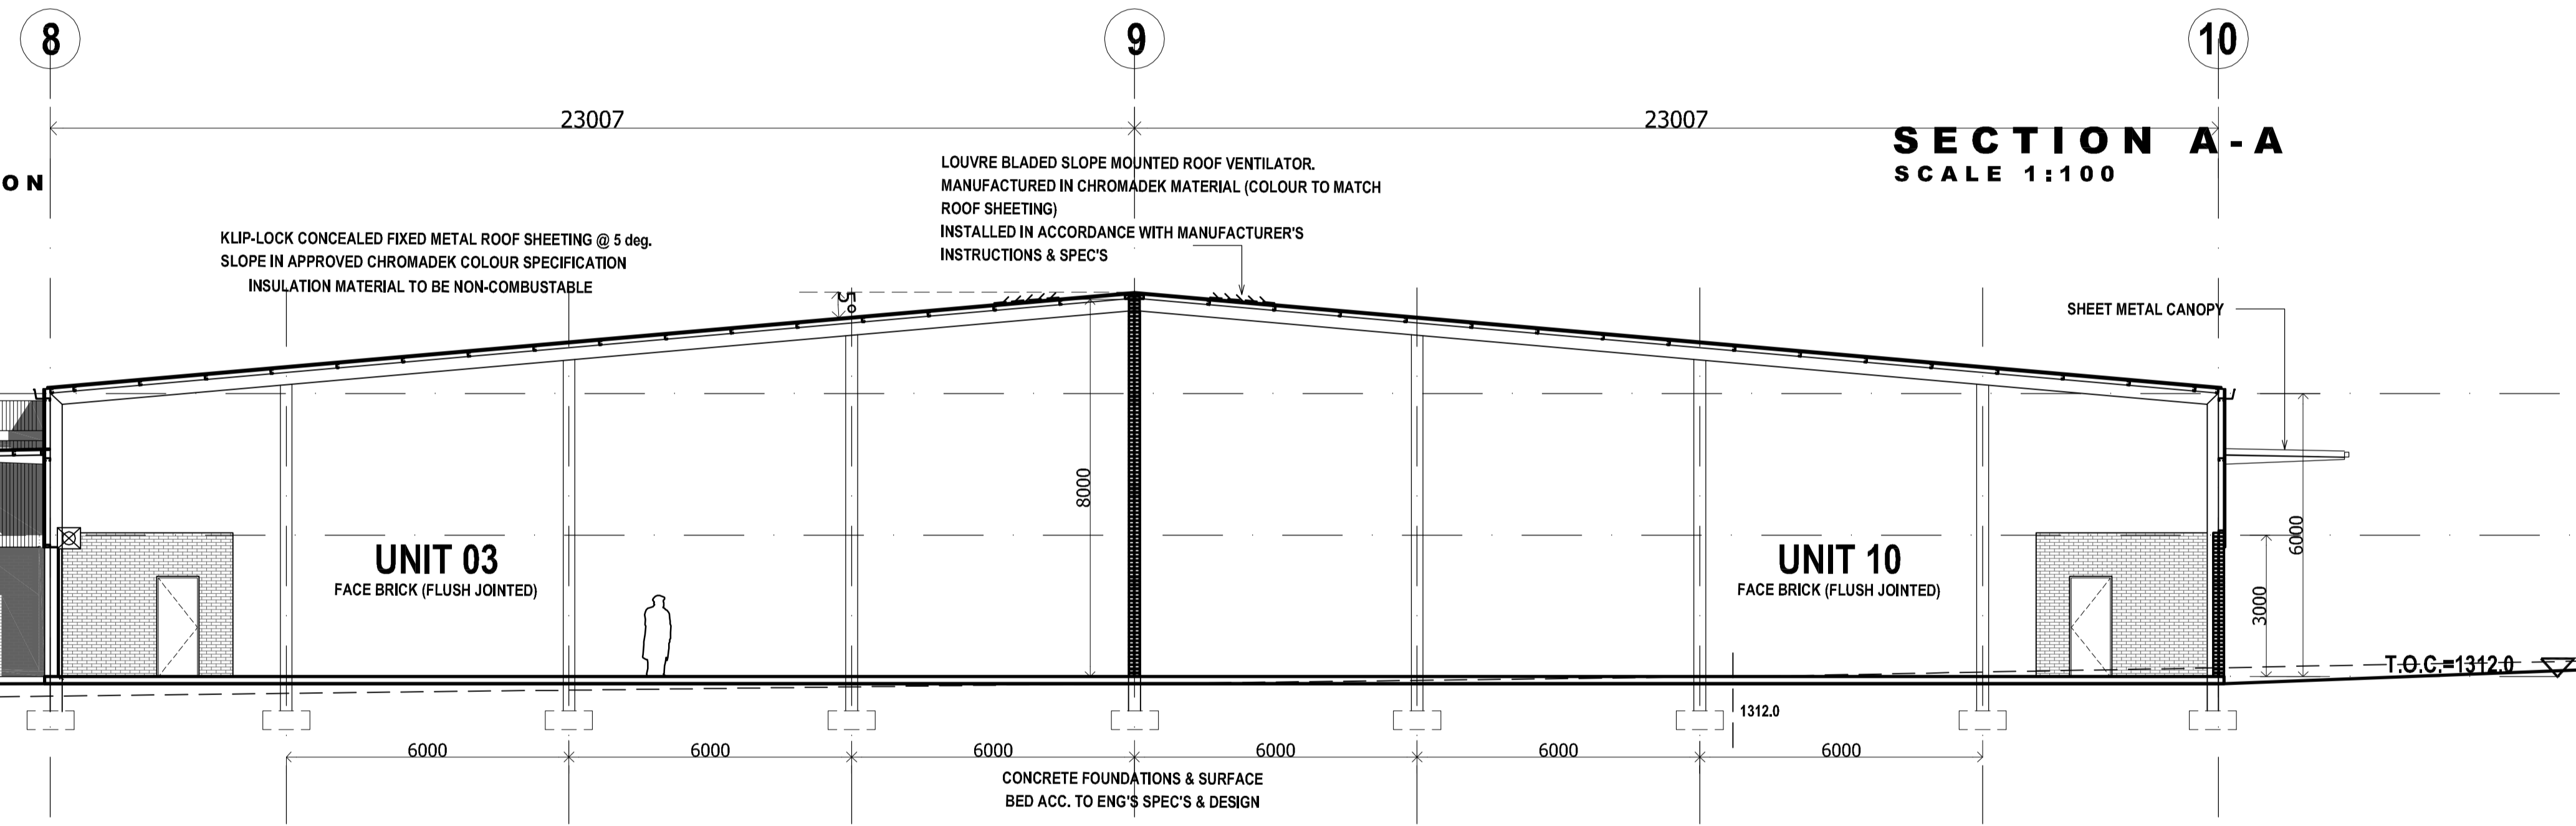 8
9
10
23007
23007
SECTION A-A
SCALE 1:100
ON
LOUVRE BLADED SLOPE MOUNTED ROOF VENTILATOR.
MANUFACTURED IN CHROMADEK MATERIAL (COLOUR TO MATCH
ROOF SHEETING)
INSTALLED IN ACCORDANCE WITH MANUFACTURER'S
INSTRUCTIONS & SPEC'S
KLIP-LOCK CONCEALED FIXED METAL ROOF SHEETING @ 5 deg.
SLOPE IN APPROVED CHROMADEK COLOUR SPECIFICATION
INSULATION MATERIAL TO BE NON-COMBUSTABLE
5°
SHEET METAL CANOPY
8000
6000
3000
UNIT 03
FACE BRICK (FLUSH JOINTED)
UNIT 10
FACE BRICK (FLUSH JOINTED)
T.O.C.=1312.0
1312.0
6000
6000
6000
6000
6000
6000
CONCRETE FOUNDATIONS & SURFACE
BED ACC. TO ENG'S SPEC'S & DESIGN